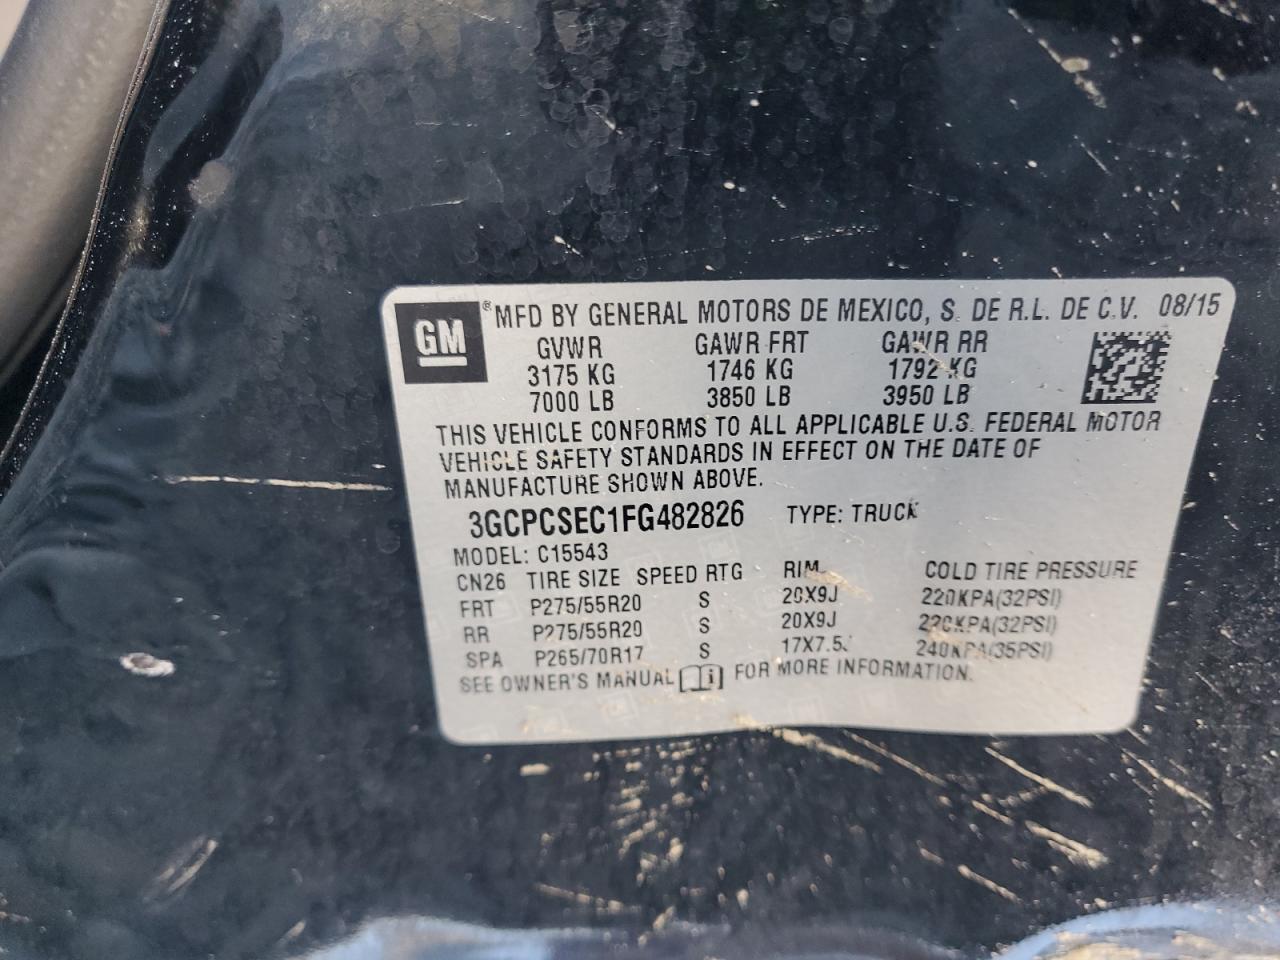 GM ® MFD BY GENERAL MOTORS DE MEXICO, S. DE R.L. DE C.V. 08/15
GVWR GAWR FRT GAWR RR
3175 KG 1746 KG 1792 KG
7000 LB 3850 LB 3950 LB
THIS VEHICLE CONFORMS TO ALL APPLICABLE U.S. FEDERAL MOTOR
VEHICLE SAFETY STANDARDS IN EFFECT ON THE DATE OF
MANUFACTURE SHOWN ABOVE.
3GCPCSEC1FG482826 TYPE: TRUCK
MODEL: C15543
CN26 TIRE SIZE SPEED RTG RIM COLD TIRE PRESSURE
FRT P275/55R20 S 20X9J 220KPA(32PSI)
RR P275/55R20 S 20X9J 220KPA(32PSI)
SPA P265/70R17 S 17X7.5J 240KPA(35PSI)
SEE OWNER'S MANUAL i FOR MORE INFORMATION.